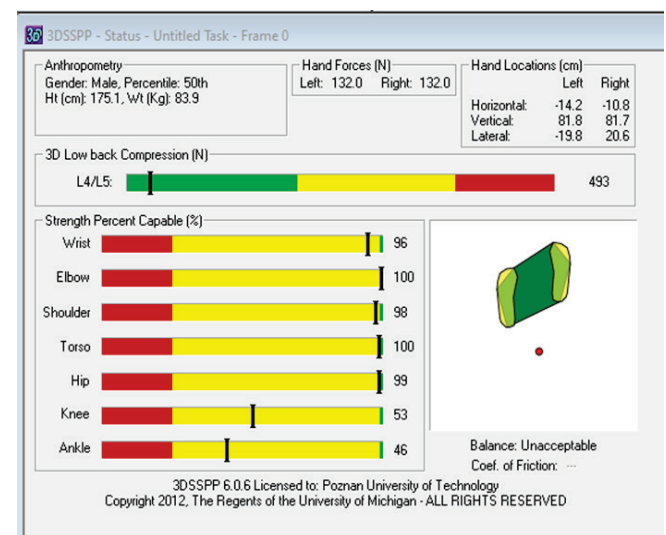 3DSSPP - Status - Untitled Task - Frame 0
Anthropometry
Gender: Male, Percentile: 50th
Ht (cm): 175.1, Wt (Kg): 83.9
Hand Forces (N)
Left: 132.0 Right: 132.0
Hand Locations (cm)
Left Right
Horizontal: -14.2 -10.8
Vertical: 81.8 81.7
Lateral: -19.8 20.6
3D Low back Compression (N)
L4/L5: 493
Strength Percent Capable (%)
Wrist 96
Elbow 100
Shoulder 98
Torso 100
Hip 99
Knee 53
Ankle 46
Balance: Unacceptable
Coef. of Friction: ---
3DSSPP 6.0.6 Licensed to: Poznan University of Technology
Copyright 2012, The Regents of the University of Michigan - ALL RIGHTS RESERVED